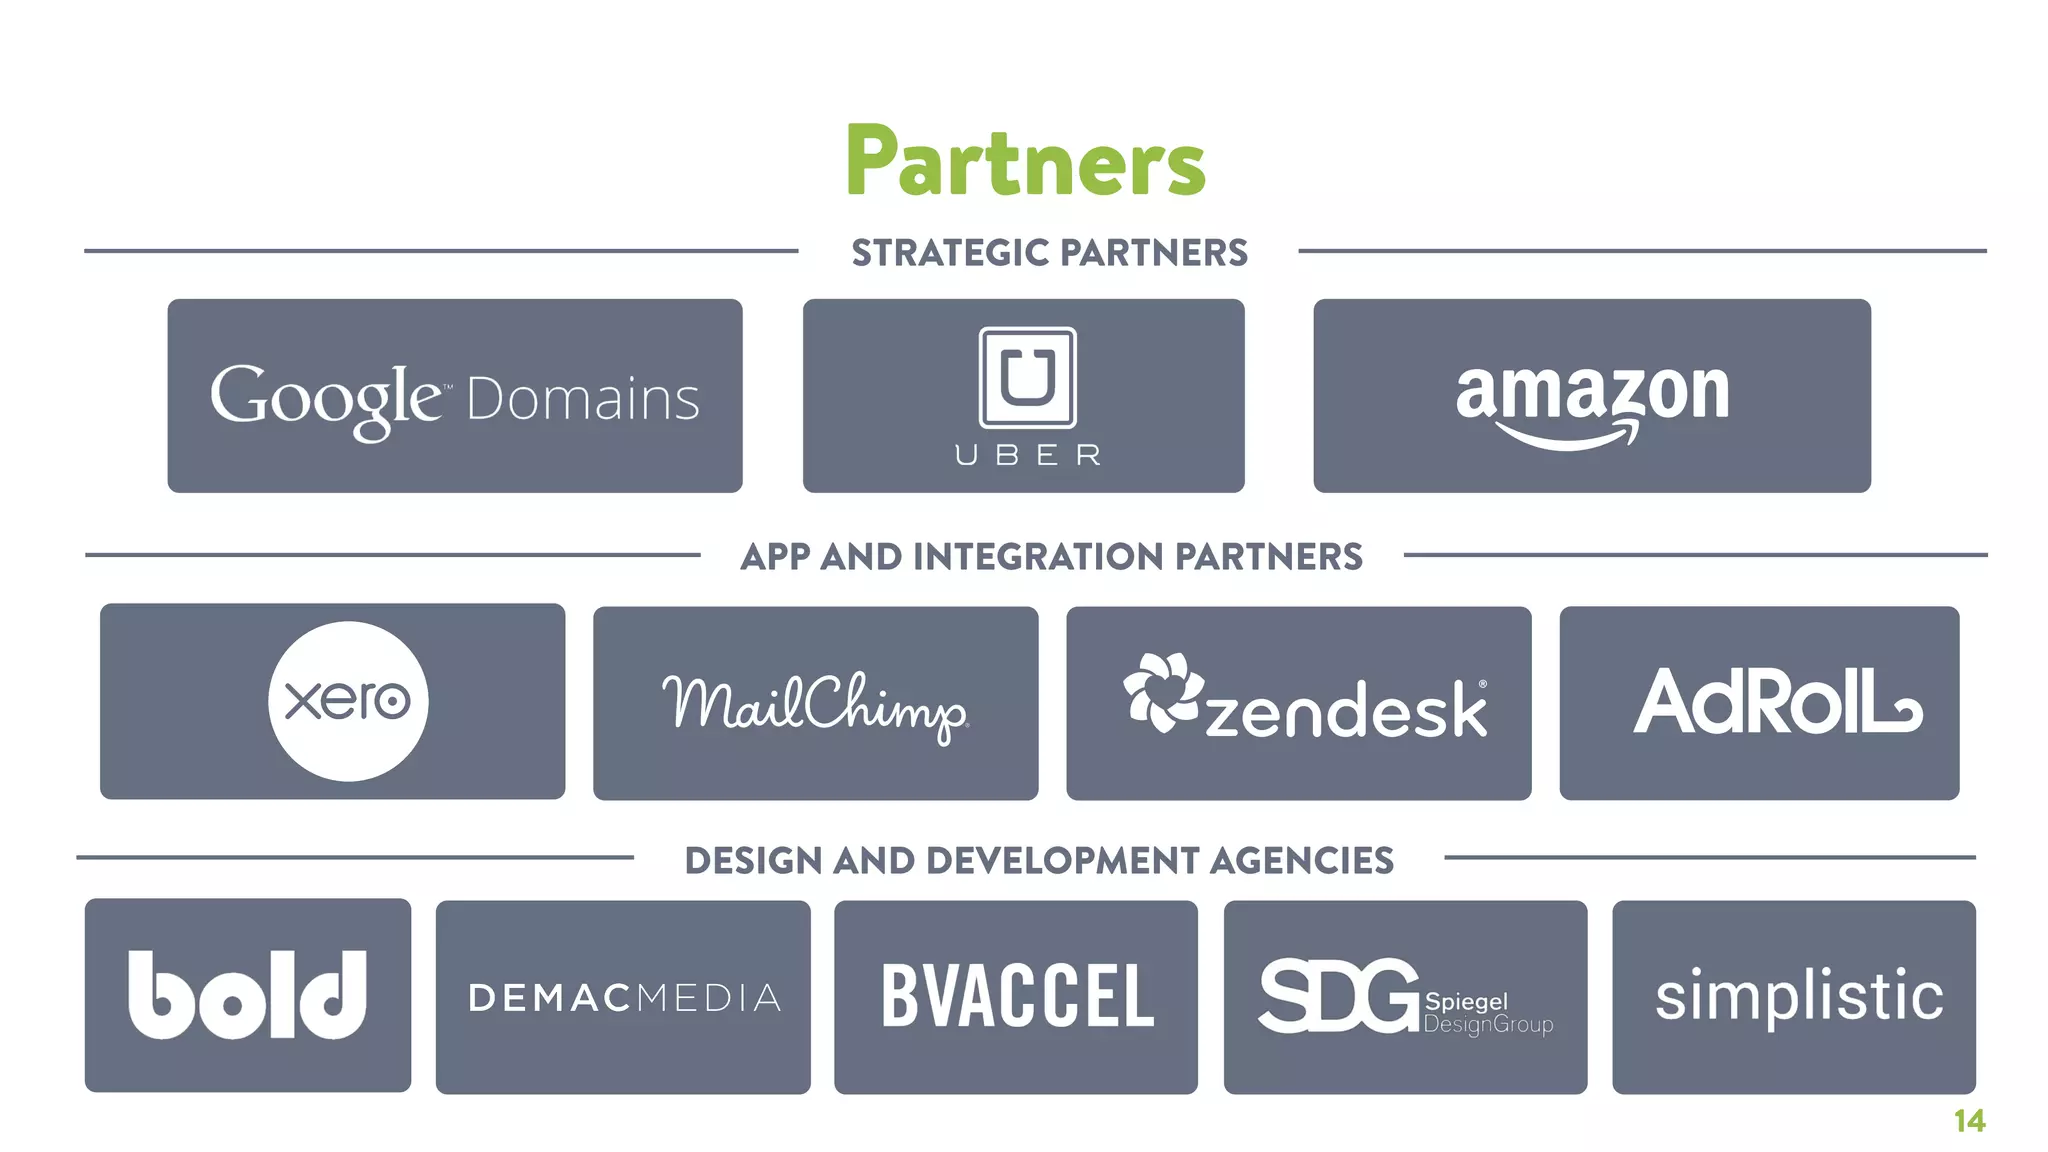 Partners
STRATEGIC PARTNERS
Google™ Domains
UBER
amazon
APP AND INTEGRATION PARTNERS
xero
MailChimp®
zendesk®
AdRoll
DESIGN AND DEVELOPMENT AGENCIES
bold
DEMACMEDIA
BVACCEL
SDG Spiegel
DesignGroup
simplistic
14